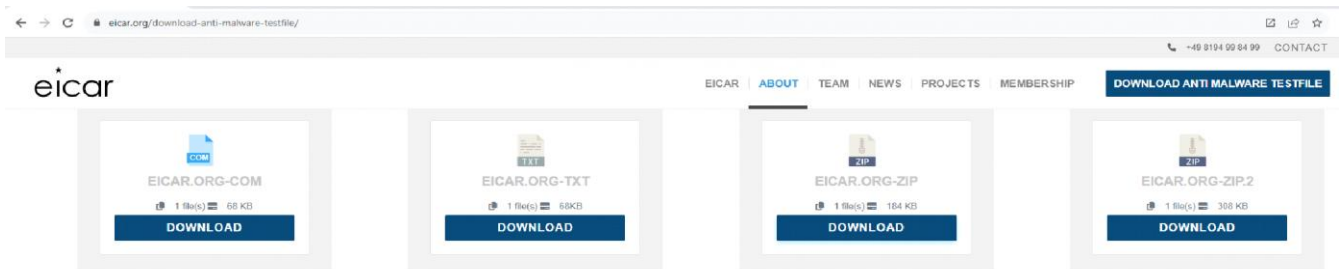 eicar.org/download-anti-malware-testfile/
+49 8194 99 84 99 CONTACT
eicar
EICAR ABOUT TEAM NEWS PROJECTS MEMBERSHIP DOWNLOAD ANTI MALWARE TESTFILE
COM TXT ZIP ZIP
EICAR.ORG-COM EICAR.ORG-TXT EICAR.ORG-ZIP EICAR.ORG-ZIP.2
1 file(s) 68 KB 1 file(s) 68KB 1 file(s) 184 KB 1 file(s) 308 KB
DOWNLOAD DOWNLOAD DOWNLOAD DOWNLOAD